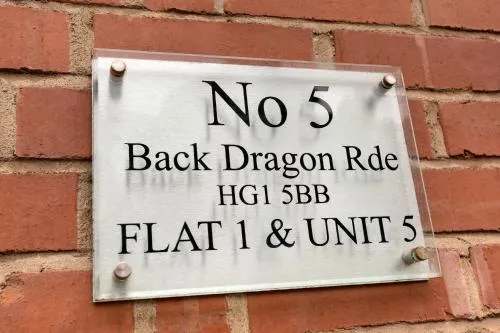 No 5
Back Dragon Rde
HG1 5BB
FLAT 1 & UNIT 5